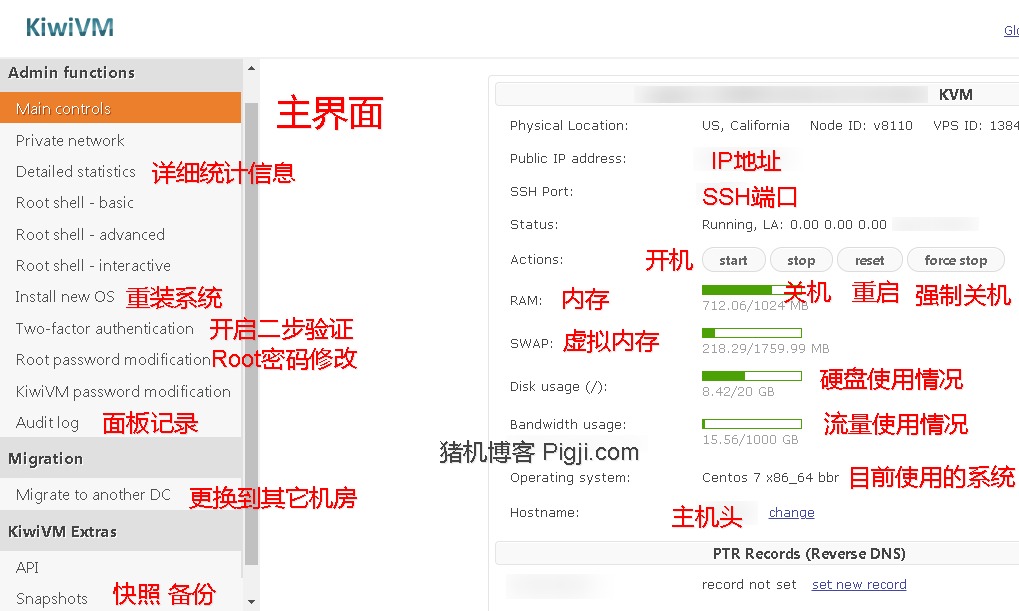 KiwiVM
Glo
Admin functions
Main controls
主界面
Private network
Detailed statistics 详细统计信息
Root shell - basic
Root shell - advanced
Root shell - interactive
Install new OS 重装系统
Two-factor authentication 开启二步验证
Root password modification Root密码修改
KiwiVM password modification
Audit log 面板记录
Migration
Migrate to another DC 更换到其它机房
KiwiVM Extras
API
Snapshots 快照 备份
KVM
Physical Location: US, California Node ID: v8110 VPS ID: 1384
Public IP address: IP地址
SSH Port: SSH端口
Status: Running, LA: 0.00 0.00 0.00
Actions: 开机 start stop reset force stop
关机 重启 强制关机
RAM: 内存
712.06/1024 MB
SWAP: 虚拟内存
218.29/1759.99 MB
Disk usage (/): 硬盘使用情况
8.42/20 GB
Bandwidth usage: 流量使用情况
15.56/1000 GB
猪机博客 Pigji.com
Operating system: Centos 7 x86_64 bbr 目前使用的系统
Hostname: 主机头 change
PTR Records (Reverse DNS)
record not set set new record